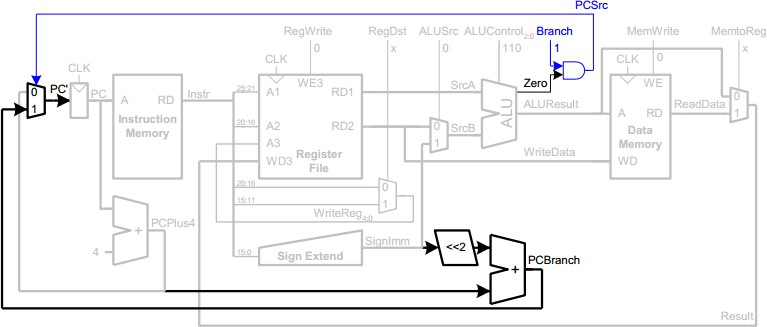 PCSrc
RegWrite
RegDst
ALUSrc
ALUControl2:0
Branch
MemWrite
MemtoReg
0
x
0
110
1
0
x
CLK
CLK
CLK
Zero
0
1
PC'
PC
A
RD
Instr
25:21
A1
WE3
RD1
SrcA
ALU
ALUResult
WE
A
RD
ReadData
0
1
Instruction
Memory
20:16
A2
RD2
0
1
SrcB
A3
WD3
Register
File
Data
Memory
WriteData
WD
20:16
15:11
0
1
WriteReg4:0
PCPlus4
+
4
SignImm
15:0
Sign Extend
<<2
+
PCBranch
Result